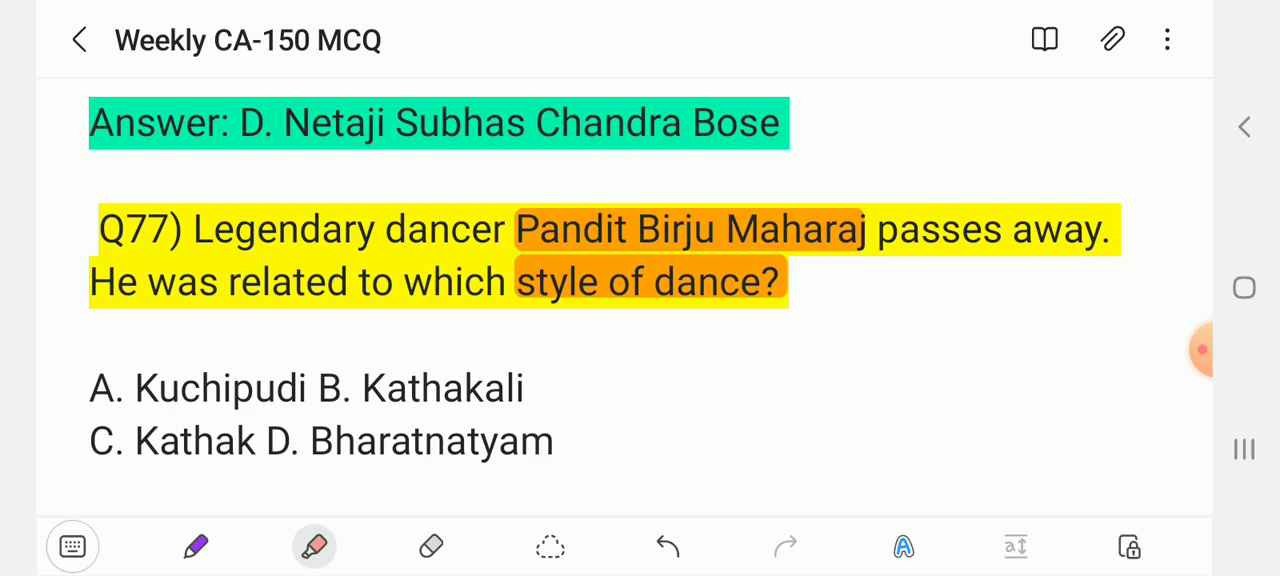 Weekly CA-150 MCQ
Answer: D. Netaji Subhas Chandra Bose
Q77) Legendary dancer Pandit Birju Maharaj passes away.
He was related to which style of dance?
A. Kuchipudi B. Kathakali
C. Kathak D. Bharatnatyam